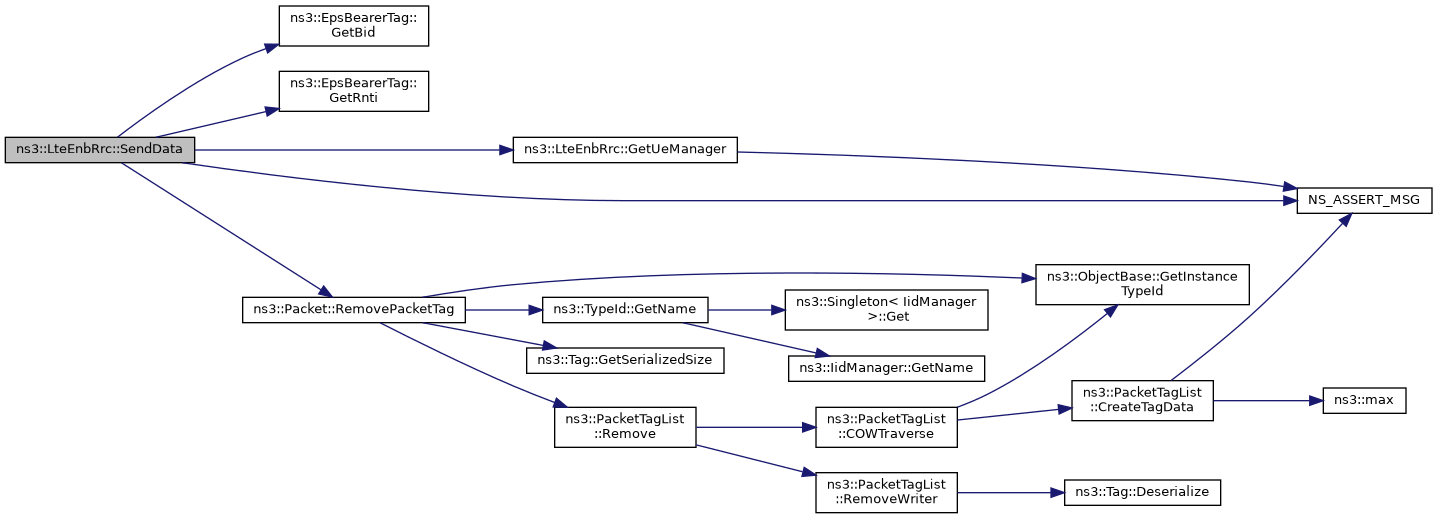 ns3::EpsBearerTag::
GetBid
ns3::EpsBearerTag::
GetRnti
ns3::LteEnbRrc::SendData
ns3::LteEnbRrc::GetUeManager
NS_ASSERT_MSG
ns3::ObjectBase::GetInstance
TypeId
ns3::Packet::RemovePacketTag
ns3::TypeId::GetName
ns3::Singleton< IidManager
>::Get
ns3::Tag::GetSerializedSize
ns3::IidManager::GetName
ns3::PacketTagList
::Remove
ns3::PacketTagList
::COWTraverse
ns3::PacketTagList
::CreateTagData
ns3::max
ns3::PacketTagList
::RemoveWriter
ns3::Tag::Deserialize